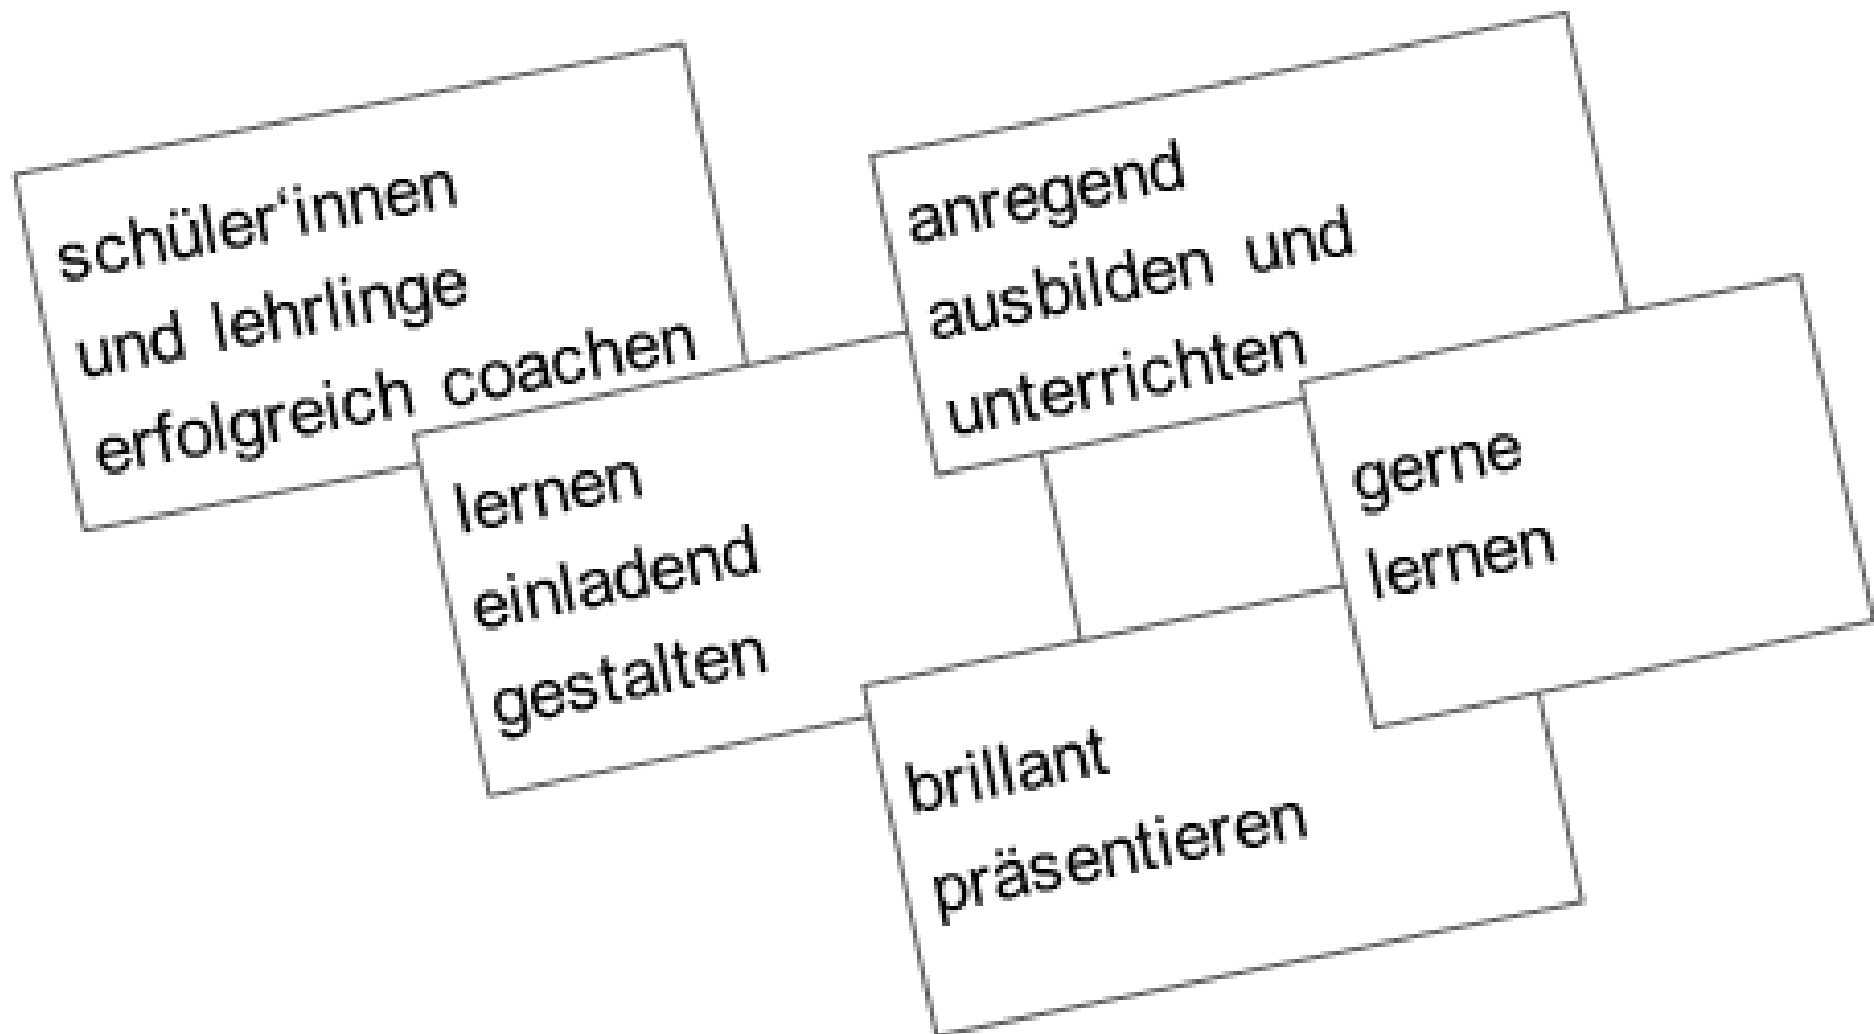 schüler‘innen
und lehrlinge
erfolgreich coachen
anregend
ausbilden und
unterrichten
lernen
einladend
gestalten
gerne
lernen
brillant
präsentieren